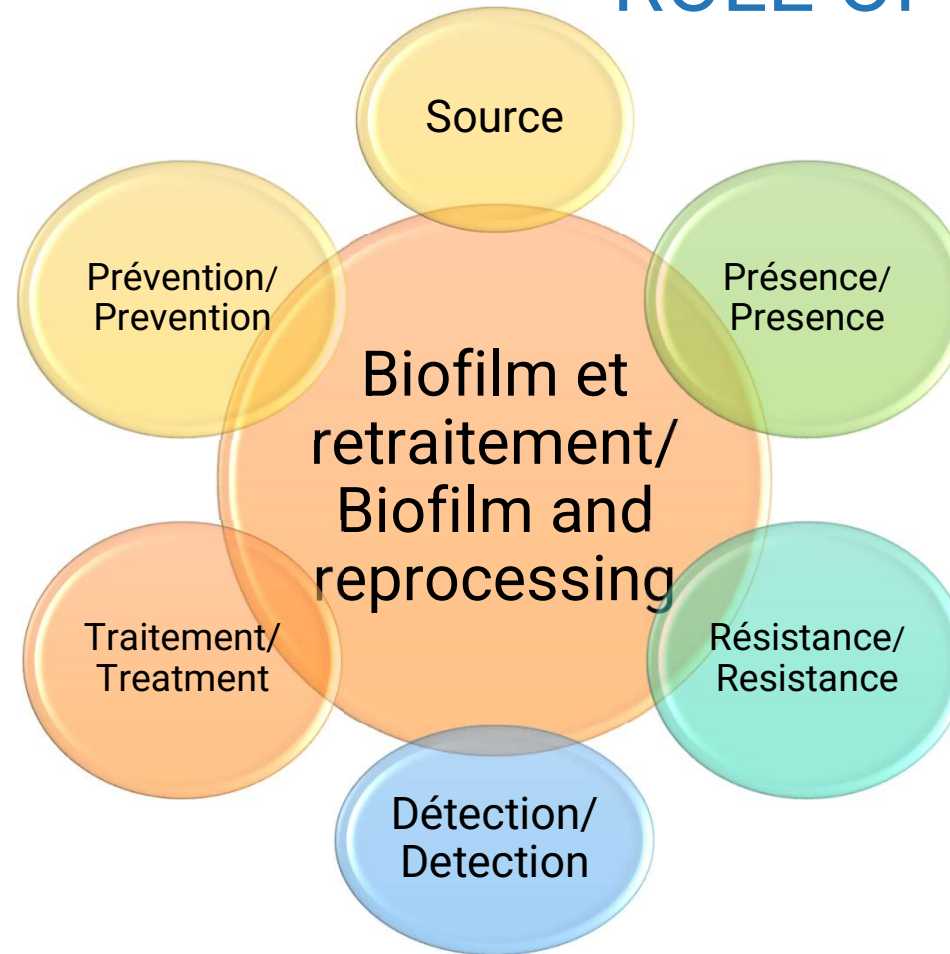 Source
Prévention/
Prevention
Présence/
Presence
Biofilm et
retraitement/
Biofilm and
reprocessing
Traitement/
Treatment
Résistance/
Resistance
Détection/
Detection